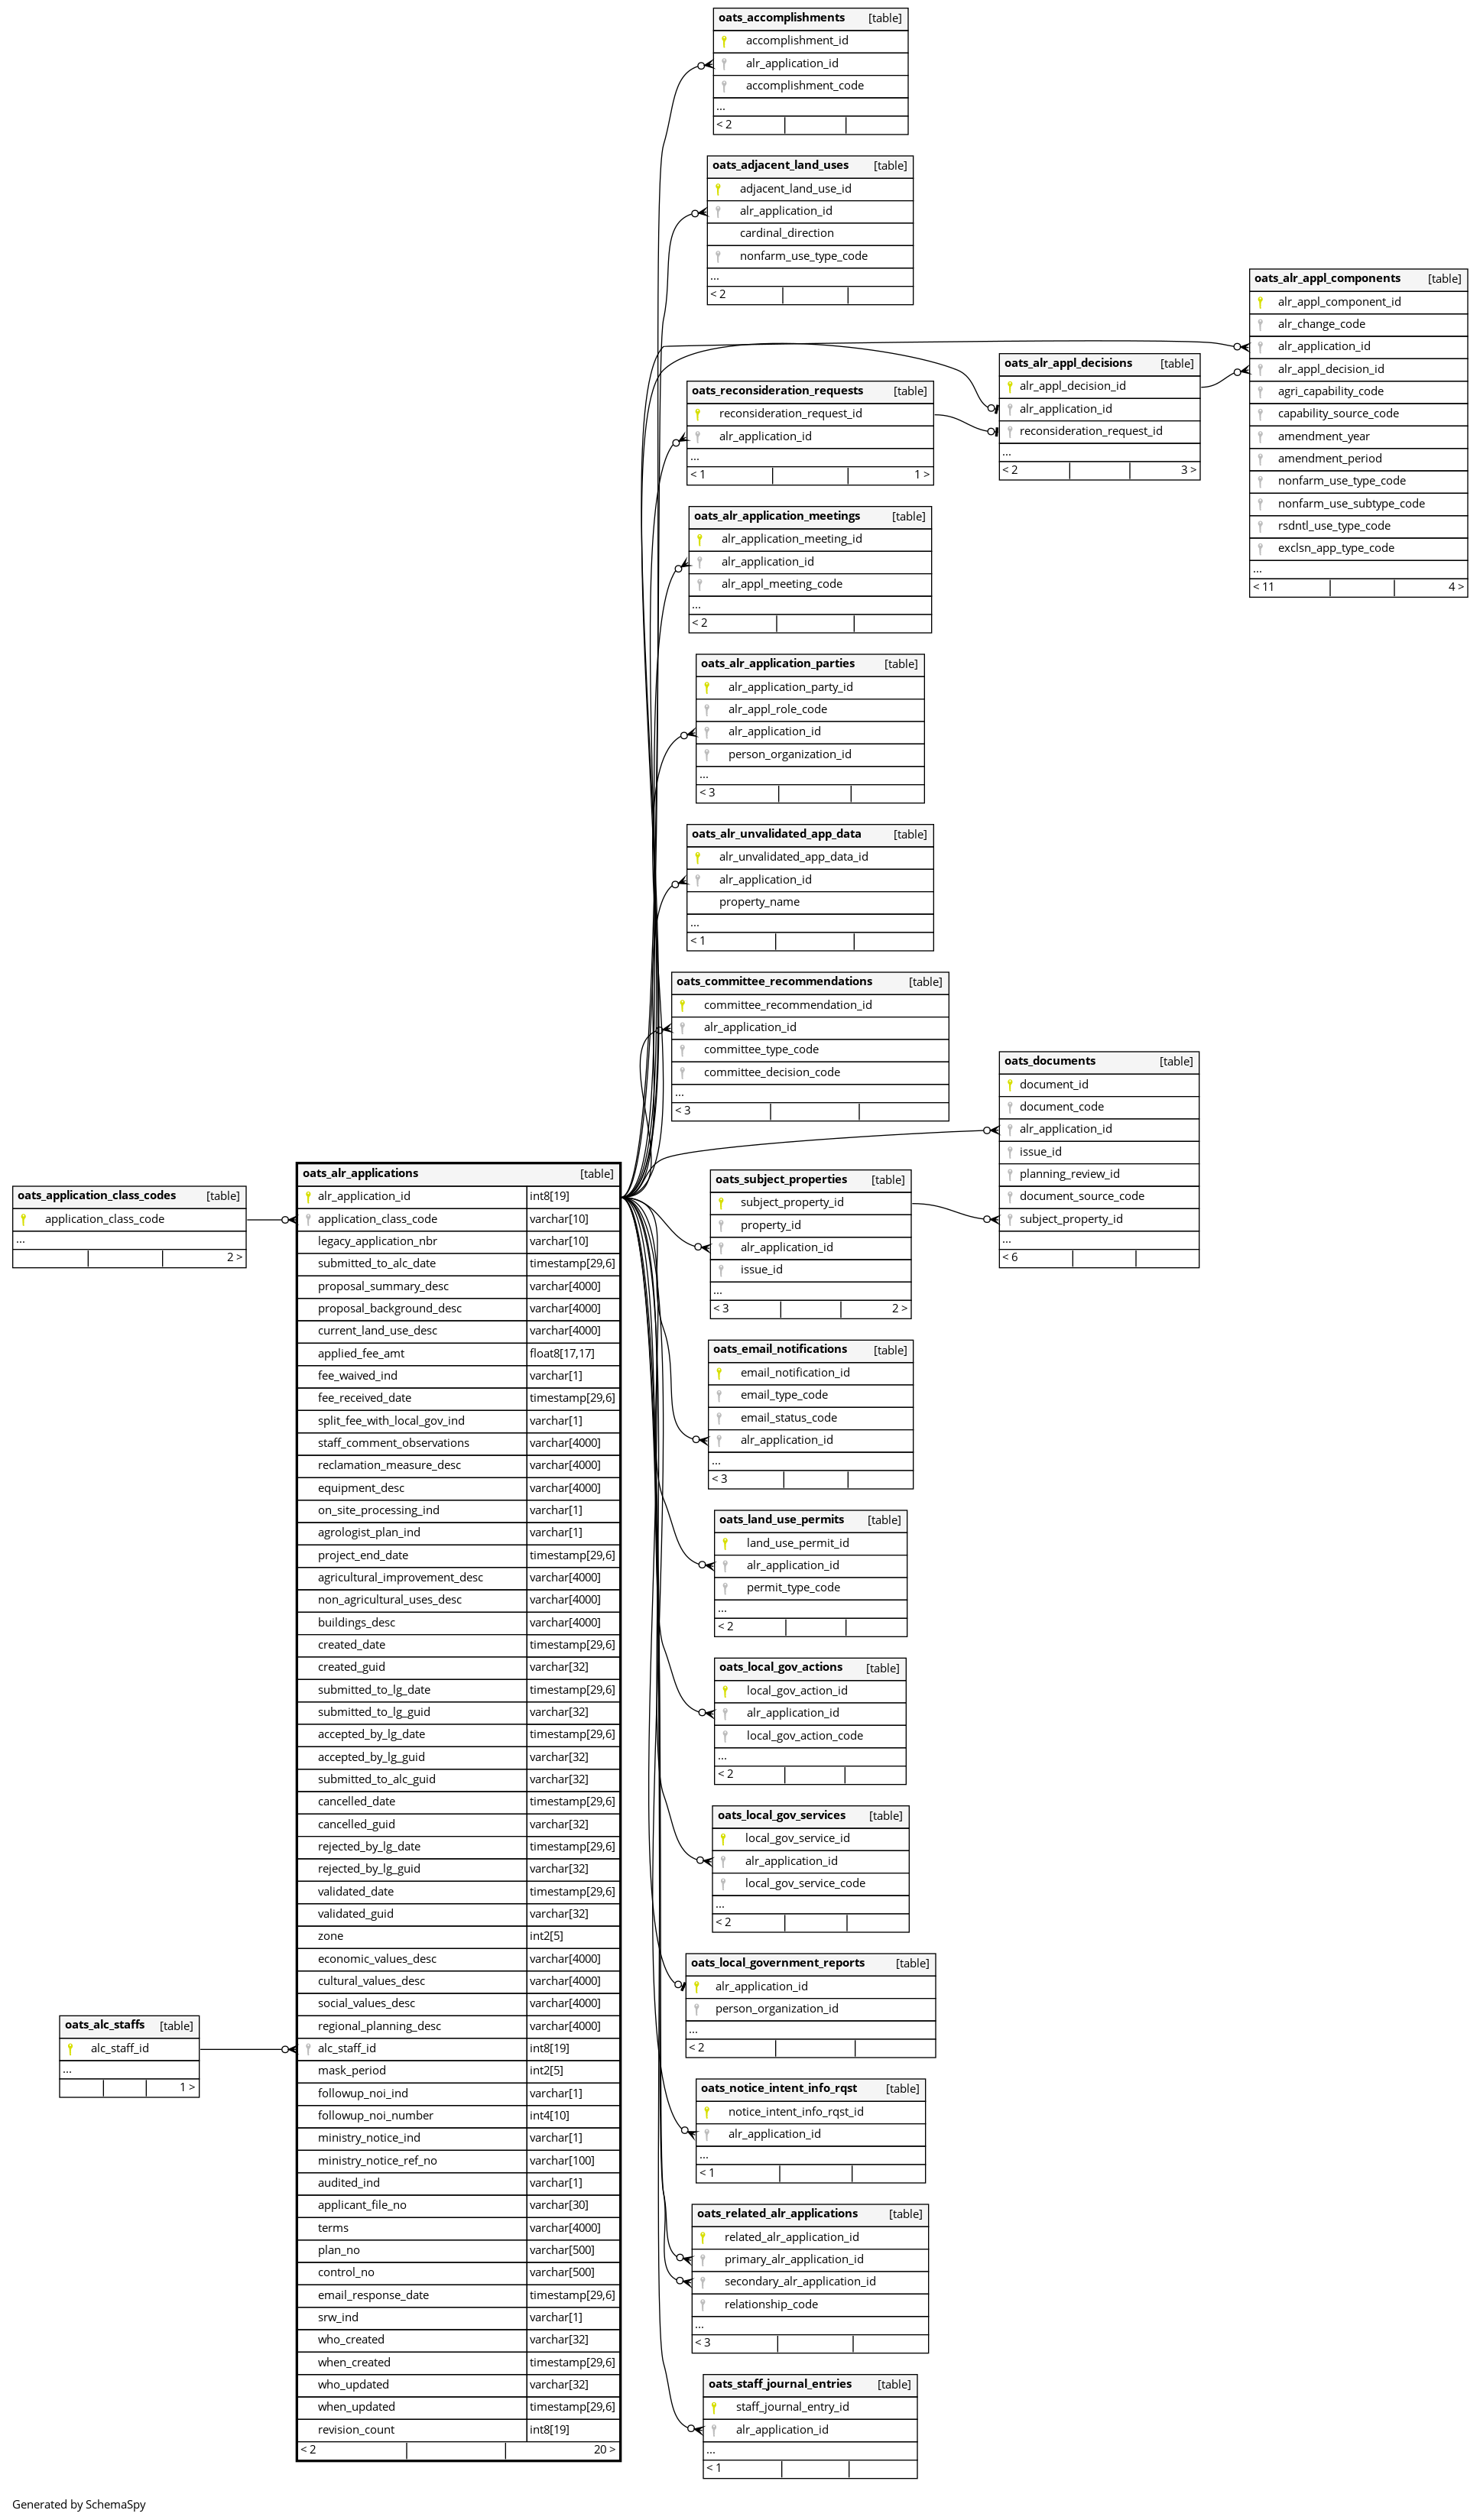 oats_accomplishments [table]
accomplishment_id
alr_application_id
accomplishment_code
...
< 2
oats_adjacent_land_uses [table]
adjacent_land_use_id
alr_application_id
cardinal_direction
nonfarm_use_type_code
...
< 2
oats_alr_appl_components [table]
alr_appl_component_id
alr_change_code
alr_application_id
alr_appl_decision_id
agri_capability_code
capability_source_code
amendment_year
amendment_period
nonfarm_use_type_code
nonfarm_use_subtype_code
rsdntl_use_type_code
exclsn_app_type_code
...
< 11 4 >
oats_alr_appl_decisions [table]
alr_appl_decision_id
alr_application_id
reconsideration_request_id
...
< 2 3 >
oats_reconsideration_requests [table]
reconsideration_request_id
alr_application_id
...
< 1 1 >
oats_alr_application_meetings [table]
alr_application_meeting_id
alr_application_id
alr_appl_meeting_code
...
< 2
oats_alr_application_parties [table]
alr_application_party_id
alr_appl_role_code
alr_application_id
person_organization_id
...
< 3
oats_alr_unvalidated_app_data [table]
alr_unvalidated_app_data_id
alr_application_id
property_name
...
< 1
oats_committee_recommendations [table]
committee_recommendation_id
alr_application_id
committee_type_code
committee_decision_code
...
< 3
oats_documents [table]
document_id
document_code
alr_application_id
issue_id
planning_review_id
document_source_code
subject_property_id
...
< 6
oats_application_class_codes [table]
application_class_code
...
2 >
oats_alc_staffs [table]
alc_staff_id
...
1 >
oats_alr_applications [table]
alr_application_id int8[19]
application_class_code varchar[10]
legacy_application_nbr varchar[10]
submitted_to_alc_date timestamp[29,6]
proposal_summary_desc varchar[4000]
proposal_background_desc varchar[4000]
current_land_use_desc varchar[4000]
applied_fee_amt float8[17,17]
fee_waived_ind varchar[1]
fee_received_date timestamp[29,6]
split_fee_with_local_gov_ind varchar[1]
staff_comment_observations varchar[4000]
reclamation_measure_desc varchar[4000]
equipment_desc varchar[4000]
on_site_processing_ind varchar[1]
agrologist_plan_ind varchar[1]
project_end_date timestamp[29,6]
agricultural_improvement_desc varchar[4000]
non_agricultural_uses_desc varchar[4000]
buildings_desc varchar[4000]
created_date timestamp[29,6]
created_guid varchar[32]
submitted_to_lg_date timestamp[29,6]
submitted_to_lg_guid varchar[32]
accepted_by_lg_date timestamp[29,6]
accepted_by_lg_guid varchar[32]
submitted_to_alc_guid varchar[32]
cancelled_date timestamp[29,6]
cancelled_guid varchar[32]
rejected_by_lg_date timestamp[29,6]
rejected_by_lg_guid varchar[32]
validated_date timestamp[29,6]
validated_guid varchar[32]
zone int2[5]
economic_values_desc varchar[4000]
cultural_values_desc varchar[4000]
social_values_desc varchar[4000]
regional_planning_desc varchar[4000]
alc_staff_id int8[19]
mask_period int2[5]
followup_noi_ind varchar[1]
followup_noi_number int4[10]
ministry_notice_ind varchar[1]
ministry_notice_ref_no varchar[100]
audited_ind varchar[1]
applicant_file_no varchar[30]
terms varchar[4000]
plan_no varchar[500]
control_no varchar[500]
email_response_date timestamp[29,6]
srw_ind varchar[1]
who_created varchar[32]
when_created timestamp[29,6]
who_updated varchar[32]
when_updated timestamp[29,6]
revision_count int8[19]
< 2 20 >
oats_subject_properties [table]
subject_property_id
property_id
alr_application_id
issue_id
...
< 3 2 >
oats_email_notifications [table]
email_notification_id
email_type_code
email_status_code
alr_application_id
...
< 3
oats_land_use_permits [table]
land_use_permit_id
alr_application_id
permit_type_code
...
< 2
oats_local_gov_actions [table]
local_gov_action_id
alr_application_id
local_gov_action_code
...
< 2
oats_local_gov_services [table]
local_gov_service_id
alr_application_id
local_gov_service_code
...
< 2
oats_local_government_reports [table]
alr_application_id
person_organization_id
...
< 2
oats_notice_intent_info_rqst [table]
notice_intent_info_rqst_id
alr_application_id
...
< 1
oats_related_alr_applications [table]
related_alr_application_id
primary_alr_application_id
secondary_alr_application_id
relationship_code
...
< 3
oats_staff_journal_entries [table]
staff_journal_entry_id
alr_application_id
...
< 1
Generated by SchemaSpy